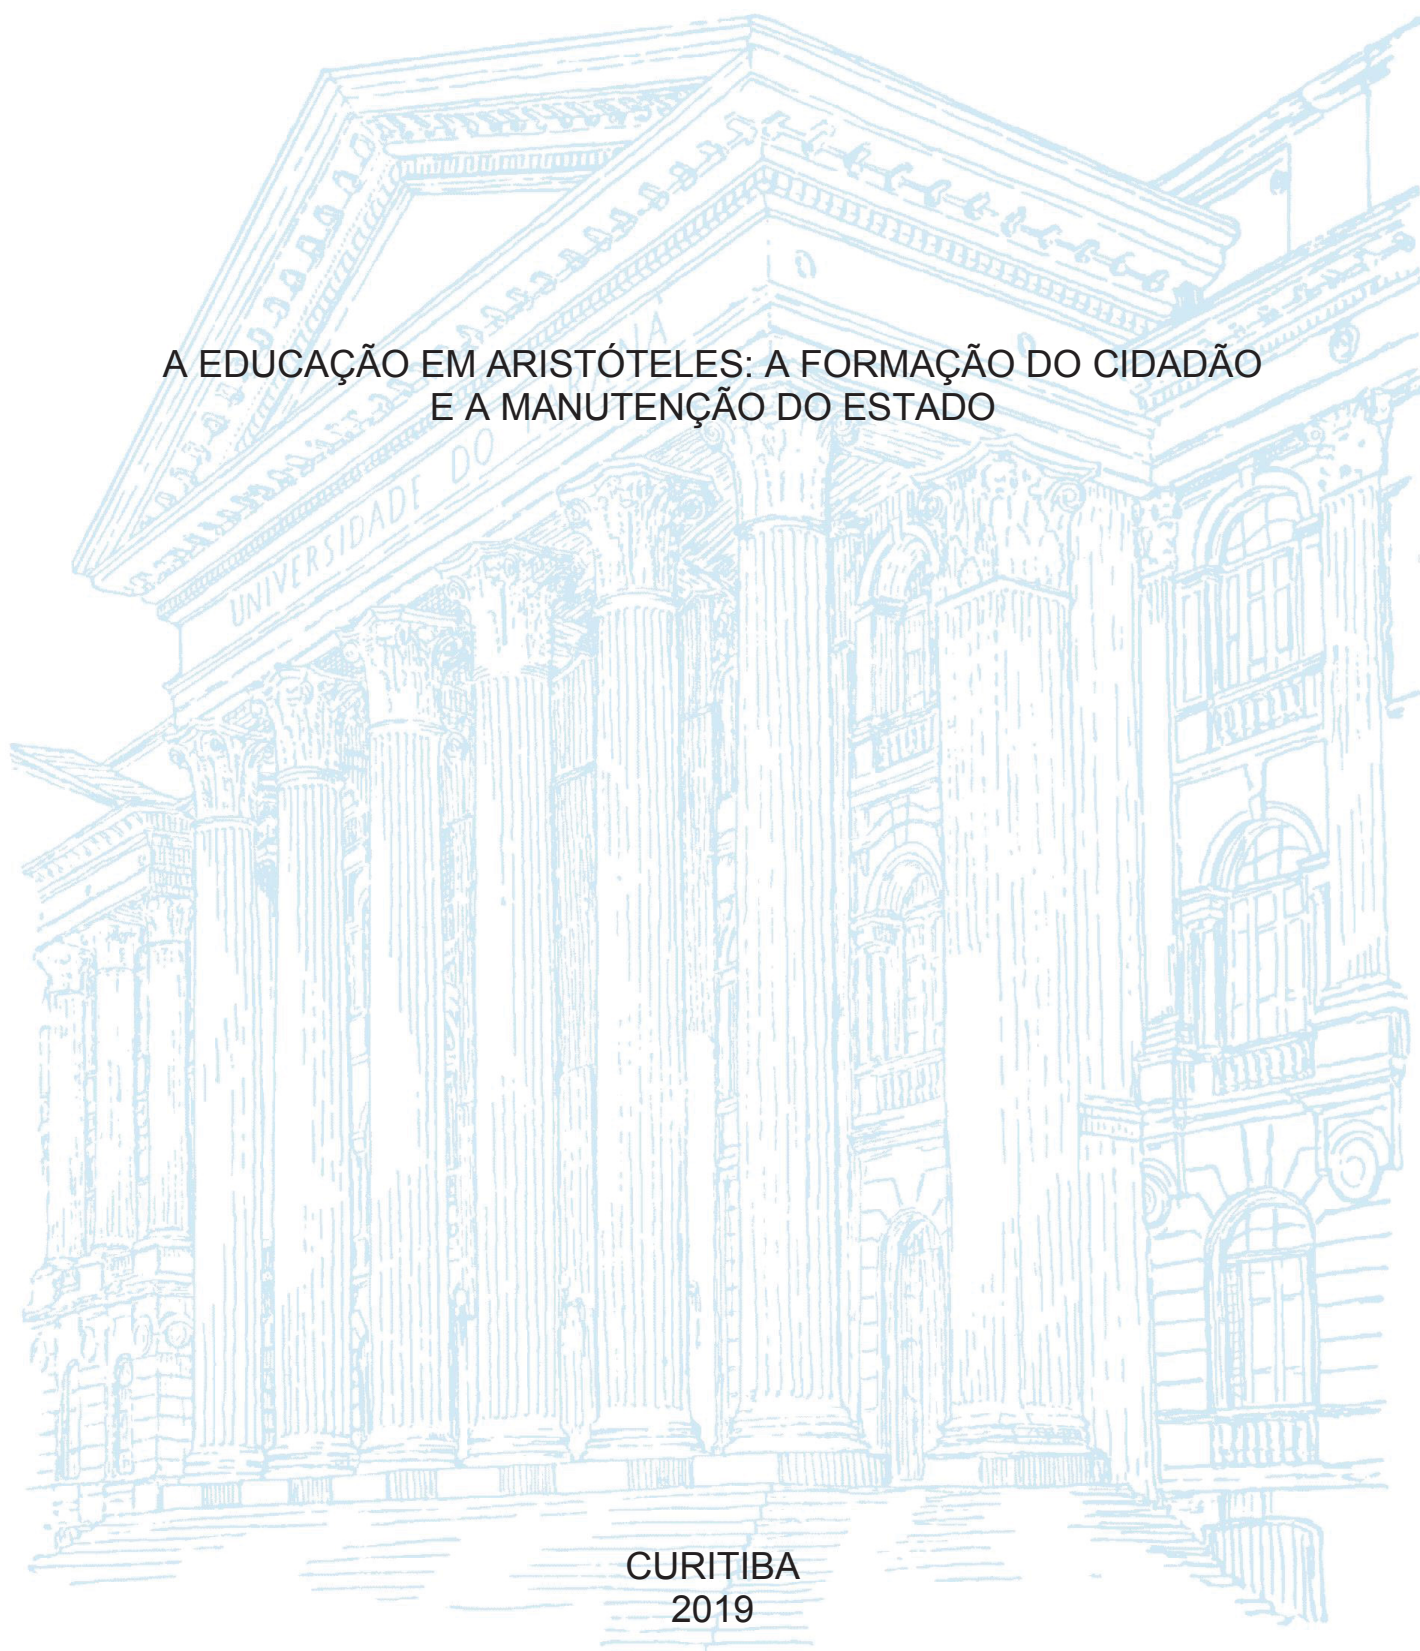 A EDUCAÇÃO EM ARISTÓTELES: A FORMAÇÃO DO CIDADÃO
E A MANUTENÇÃO DO ESTADO
UNIVERSIDADE DO
CURITIBA
2019